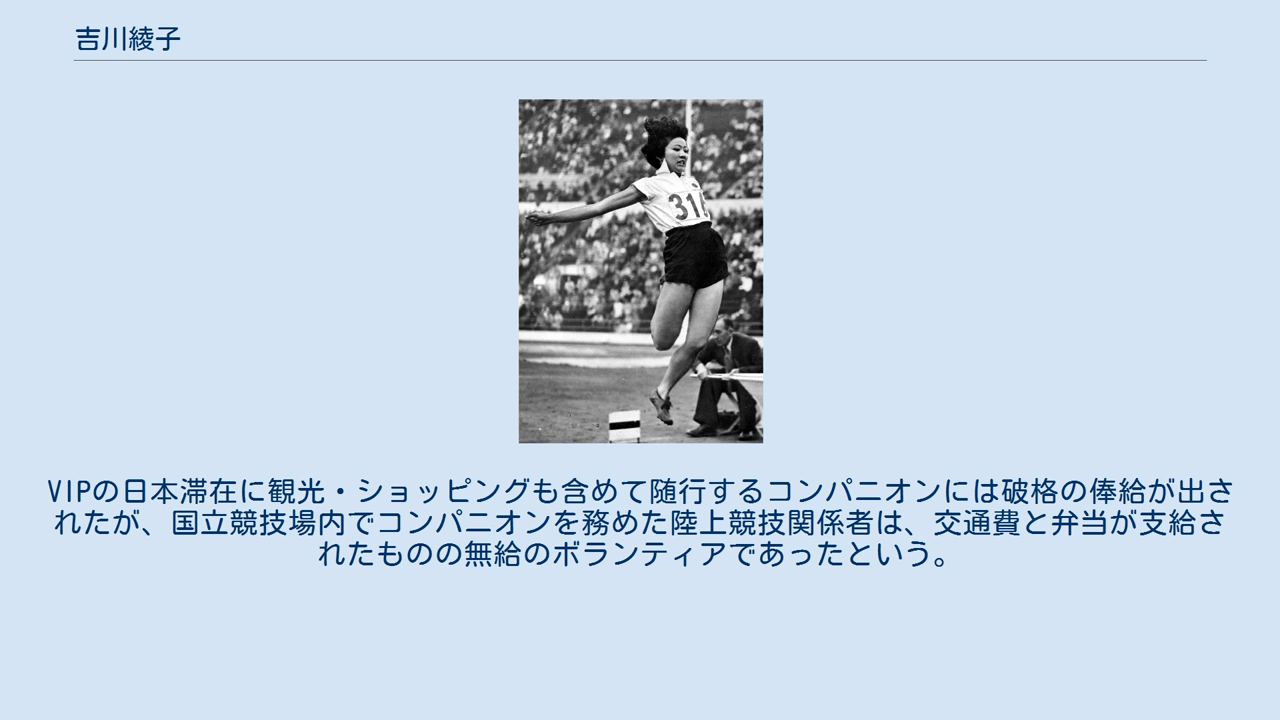 吉川綾子
31
VIPの日本滞在に観光・ショッピングも含めて随行するコンパニオンには破格の俸給が出さ
れたが、国立競技場内でコンパニオンを務めた陸上競技関係者は、交通費と弁当が支給さ
れたものの無給のボランティアであったという。